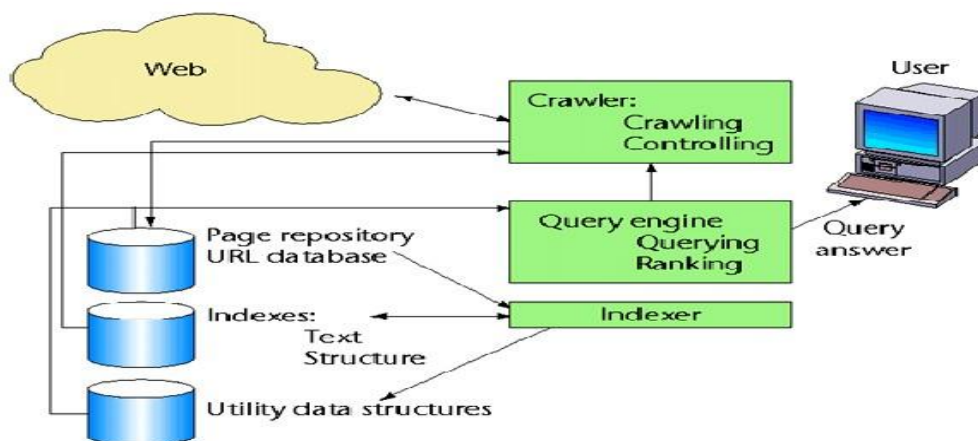 Web
Crawler:
Crawling
Controlling
User
Query engine
Querying
Ranking
Query
answer
Page repository
URL database
Indexes:
Text
Structure
Indexer
Utility data structures